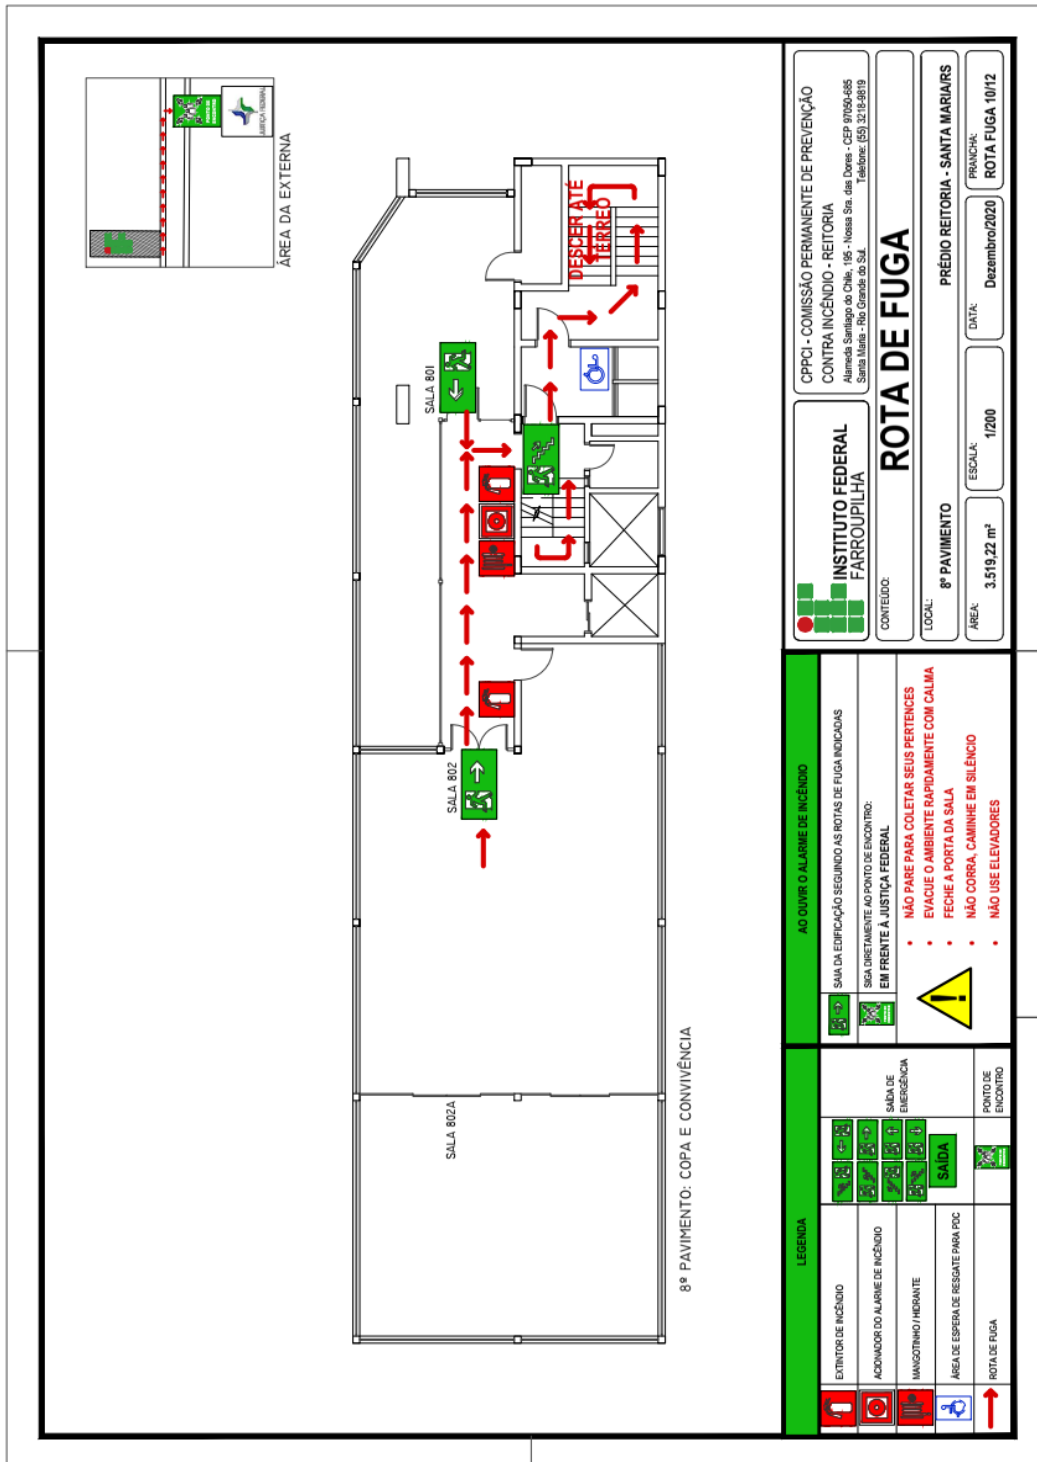 ÁREA DA EXTERNA
JUSTIÇA FEDERAL
SALA 801
SALA 802
SALA 802A
DESCER ATÉ
TERREO
8º PAVIMENTO: COPA E CONVIVÊNCIA
LEGENDA
EXTINTOR DE INCÊNDIO
ACIONADOR DO ALARME DE INCÊNDIO
MANGOTINHO / HIDRANTE
ÁREA DE ESPERA DE RESGATE PARA PDC
ROTA DE FUGA
SAÍDA
SAÍDA DE
EMERGÊNCIA
PONTO DE
ENCONTRO
AO OUVIR O ALARME DE INCÊNDIO
SAIA DA EDIFICAÇÃO SEGUINDO AS ROTAS DE FUGA INDICADAS
SIGA DIRETAMENTE AO PONTO DE ENCONTRO:
EM FRENTE À JUSTIÇA FEDERAL
• NÃO PARE PARA COLETAR SEUS PERTENCES
• EVACUE O AMBIENTE RAPIDAMENTE COM CALMA
• FECHE A PORTA DA SALA
• NÃO CORRA, CAMINHE EM SILÊNCIO
• NÃO USE ELEVADORES
INSTITUTO FEDERAL
FARROUPILHA
CPPCI - COMISSÃO PERMANENTE DE PREVENÇÃO
CONTRA INCÊNDIO - REITORIA
Alameda Santiago do Chile, 195 - Nossa Sra. das Dores - CEP 97050-685
Santa Maria - Rio Grande do Sul. Telefone: (55) 3218-9819
CONTEÚDO:
ROTA DE FUGA
LOCAL:
8º PAVIMENTO PRÉDIO REITORIA - SANTA MARIA/RS
ÁREA:
3.519,22 m²
ESCALA:
1/200
DATA:
Dezembro/2020
PRANCHA:
ROTA FUGA 10/12